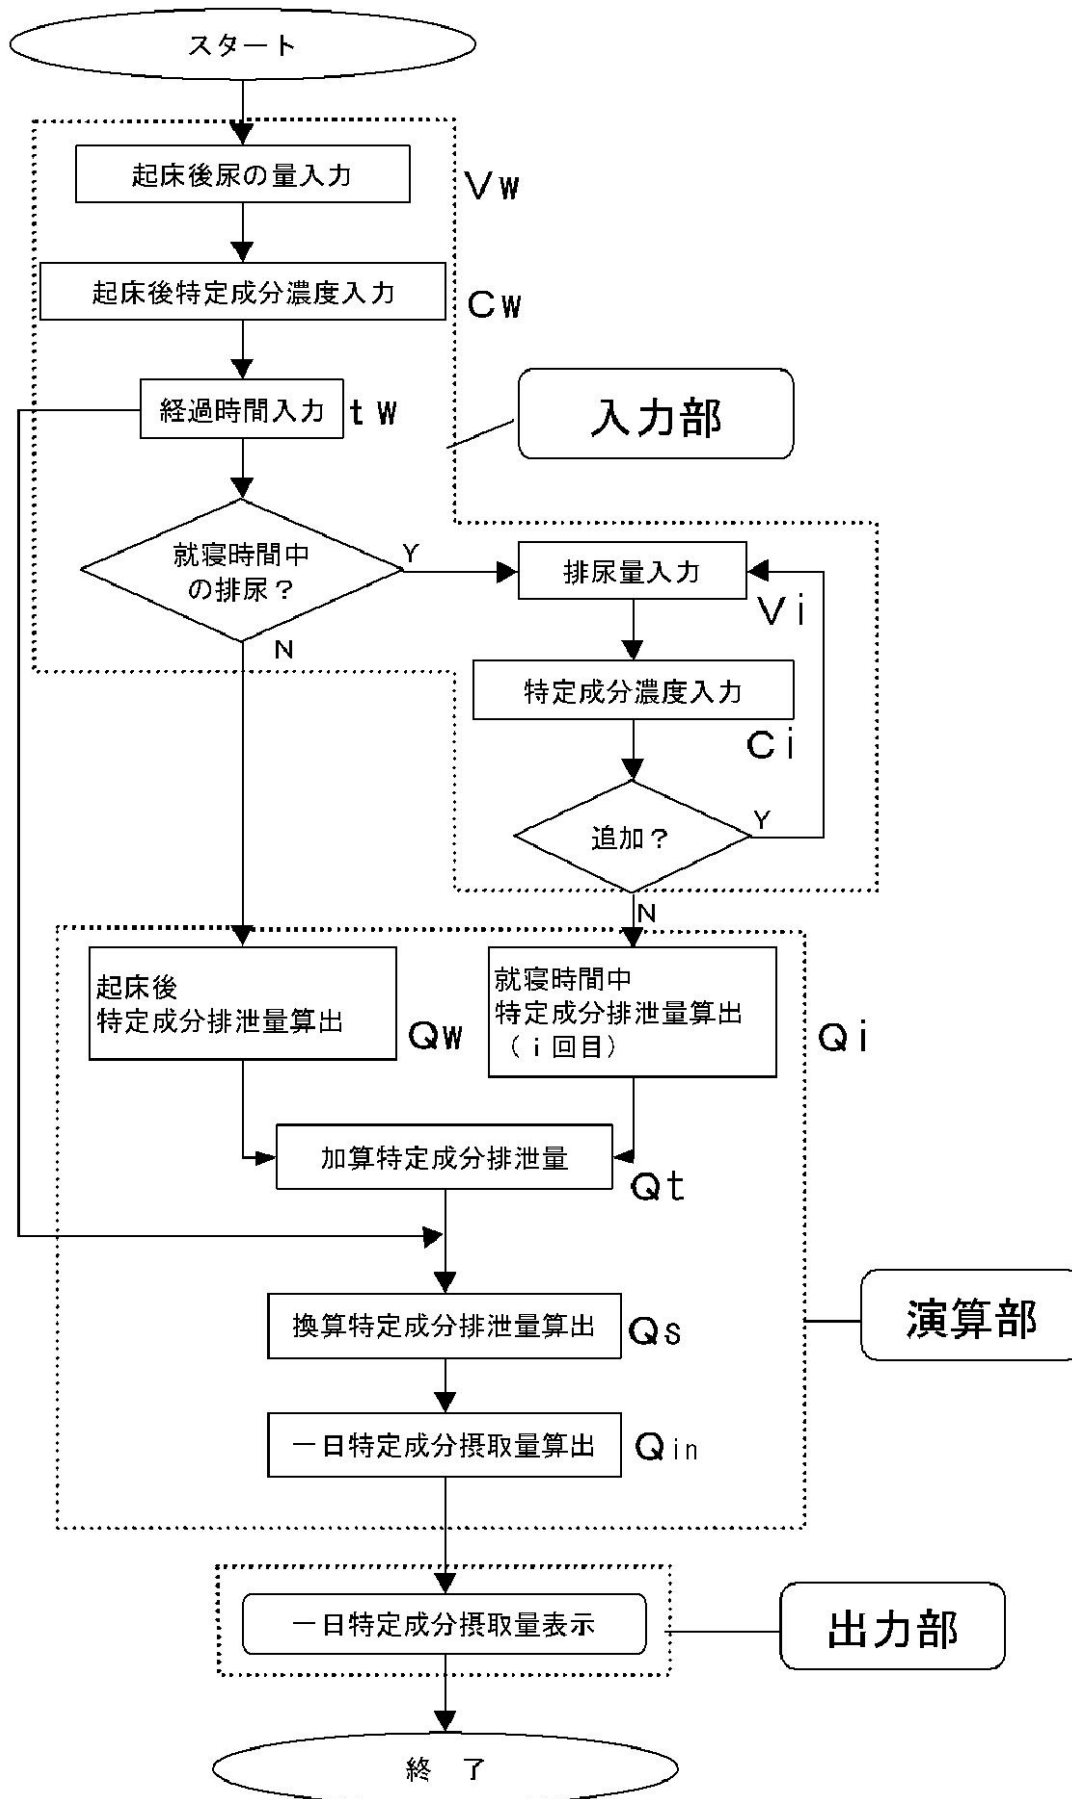 スタート
起床後尿の量入力
Vw
起床後特定成分濃度入力
Cw
経過時間入力
tw
入力部
就寝時間中
の排尿？
Y
N
排尿量入力
Vi
特定成分濃度入力
Ci
追加？
Y
N
起床後
特定成分排泄量算出
Qw
就寝時間中
特定成分排泄量算出
（ｉ回目）
Qi
加算特定成分排泄量
Qt
換算特定成分排泄量算出
Qs
演算部
一日特定成分摂取量算出
Qin
一日特定成分摂取量表示
出力部
終 了